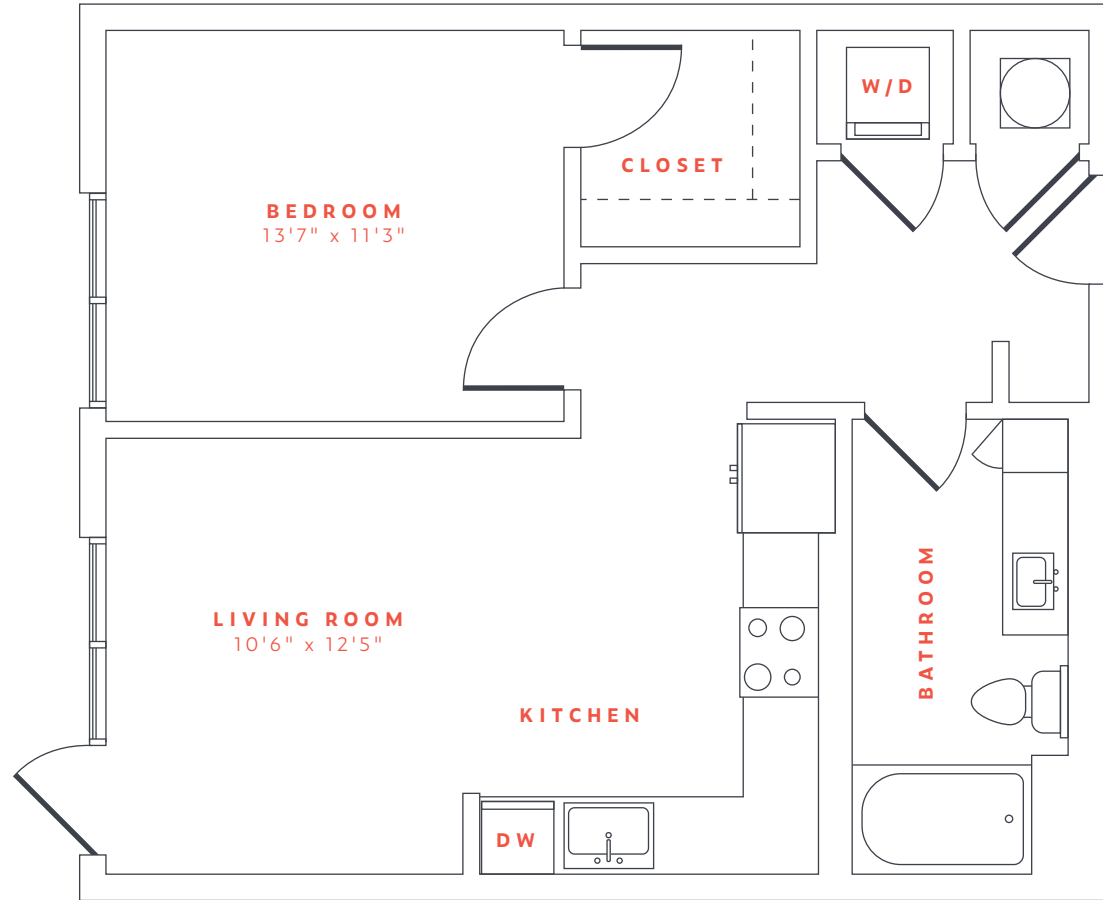 W/D
CLOSET
BEDROOM
13'7" x 11'3"
LIVING ROOM
10'6" x 12'5"
BATHROOM
KITCHEN
DW